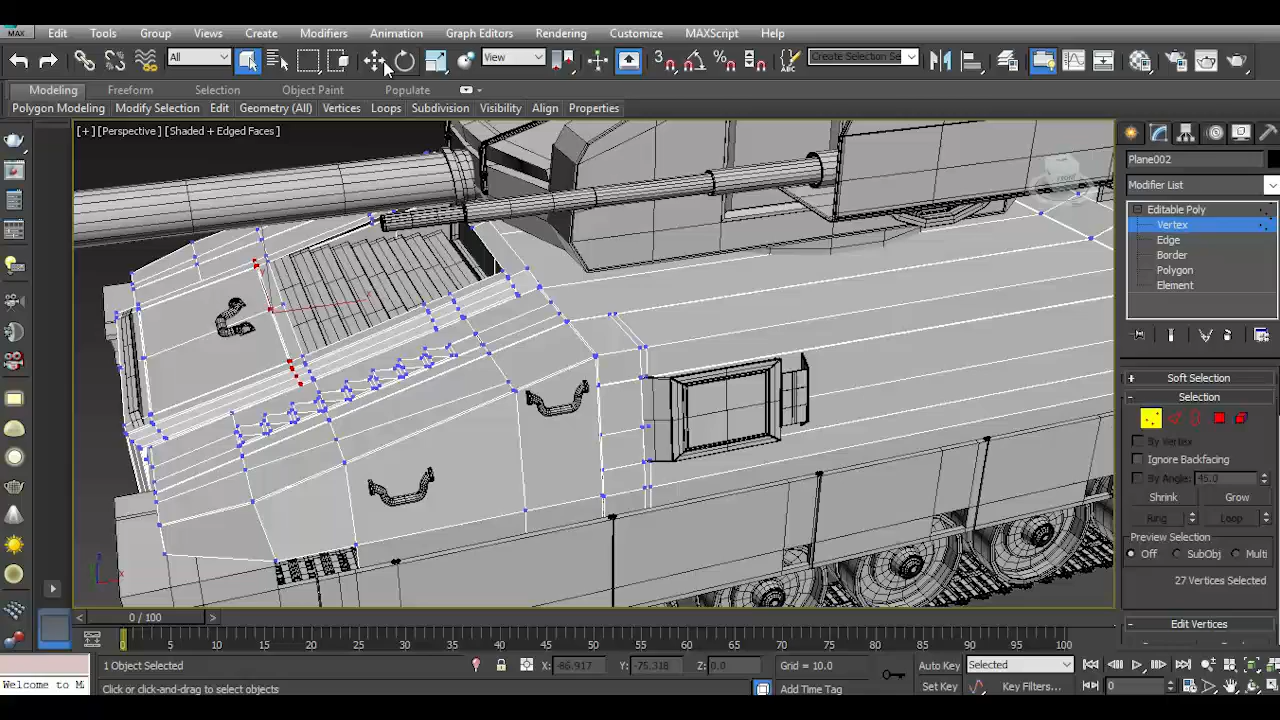 MAX Edit Tools Group Views Create Modifiers Animation Graph Editors Rendering Customize MAXScript Help
All View 3 Create Selection Se
Modeling Freeform Selection Object Paint Populate
Polygon Modeling Modify Selection Edit Geometry (All) Vertices Loops Subdivision Visibility Align Properties
[+] [Perspective] [Shaded + Edged Faces]
FRONT
Plane002
Modifier List
Editable Poly
Vertex
Edge
Border
Polygon
Element
+ Soft Selection
- Selection
By Vertex
Ignore Backfacing
By Angle: 45.0
Shrink Grow
Ring Loop
Preview Selection
Off SubObj Multi
27 Vertices Selected
- Edit Vertices
< 0 / 100 >
0 5 10 15 20 25 30 35 40 45 50 55 60 65 70 75 80 85 90 95 100
1 Object Selected X: -86.917 Y: -75.318 Z: 0.0 Grid = 10.0 Auto Key Selected
Welcome to M Click or click-and-drag to select objects Add Time Tag Set Key Key Filters... 0